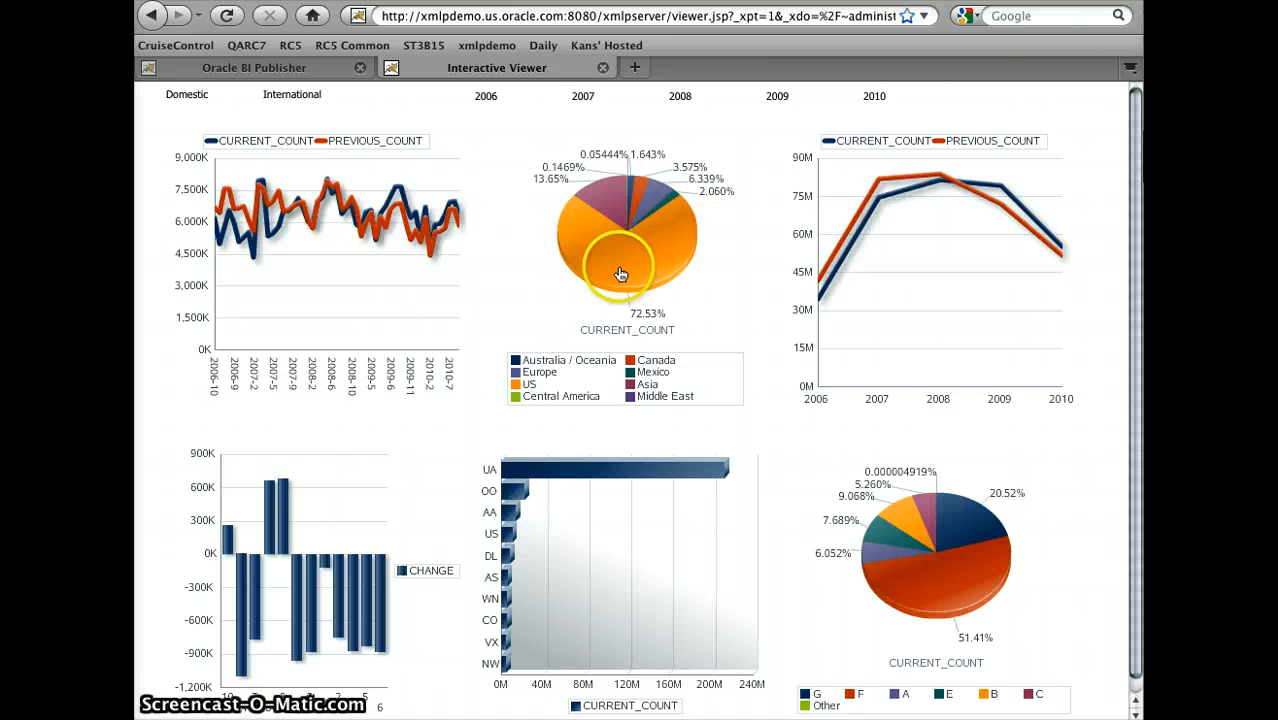 http://xmlpdemo.us.oracle.com:8080/xmlpserver/viewer.jsp?_xpt=1&_xdo=%2F~administ
Google
CruiseControl QARC7 RC5 RC5 Common ST3B15 xmlpdemo Daily Kans' Hosted
Oracle BI Publisher Interactive Viewer
Domestic International 2006 2007 2008 2009 2010
CURRENT_COUNT PREVIOUS_COUNT
9,000K
7,500K
6,000K
4,500K
3,000K
1,500K
0K
2006-10 2006-9 2007-2 2007-5 2007-9 2008-2 2008-6 2008-10 2009-5 2009-6 2009-11 2010-2 2010-7
0.05444% 1.643%
0.1469% 3.575%
13.65% 6.339%
2.060%
72.53%
CURRENT_COUNT
Australia / Oceania Canada
Europe Mexico
US Asia
Central America Middle East
CURRENT_COUNT PREVIOUS_COUNT
90M
75M
60M
45M
30M
15M
0M
2006 2007 2008 2009 2010
900K
600K
300K
0K
-300K
-600K
-900K
-1,200K
CHANGE
6
Screencast-O-Matic.com
UA
OO
AA
US
DL
AS
WN
CO
VX
NW
0M 40M 80M 120M 160M 200M 240M
CURRENT_COUNT
0.000004919%
5.260% 20.52%
9.068%
7.689%
6.052%
51.41%
CURRENT_COUNT
G F A E B C
Other